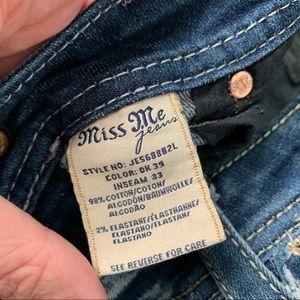 Miss Me
jeans
STYLE NO: JE5688B2L
COLOR: DK 39
INSEAM 33
98% COTTON/COTON/
ALGODÓN/BAUMWOLLE/
ALGODÃO
2% ELASTANE/ÉLASTHANNE/
ELASTANO/ELASTAN/
ELASTANO
SEE REVERSE FOR CARE